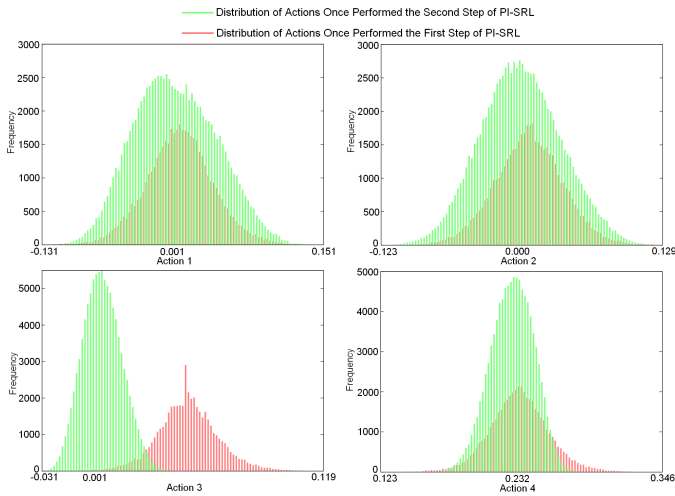 Distribution of Actions Once Performed the Second Step of PI-SRL
Distribution of Actions Once Performed the First Step of PI-SRL
3000
2500
2000
1500
1000
500
0
Frequency
-0.131 0.001 0.151
Action 1
3000
2500
2000
1500
1000
500
0
Frequency
-0.123 0.000 0.129
Action 2
5000
4000
3000
2000
1000
0
Frequency
-0.031 0.001 0.119
Action 3
5000
4000
3000
2000
1000
0
Frequency
0.123 0.232 0.346
Action 4